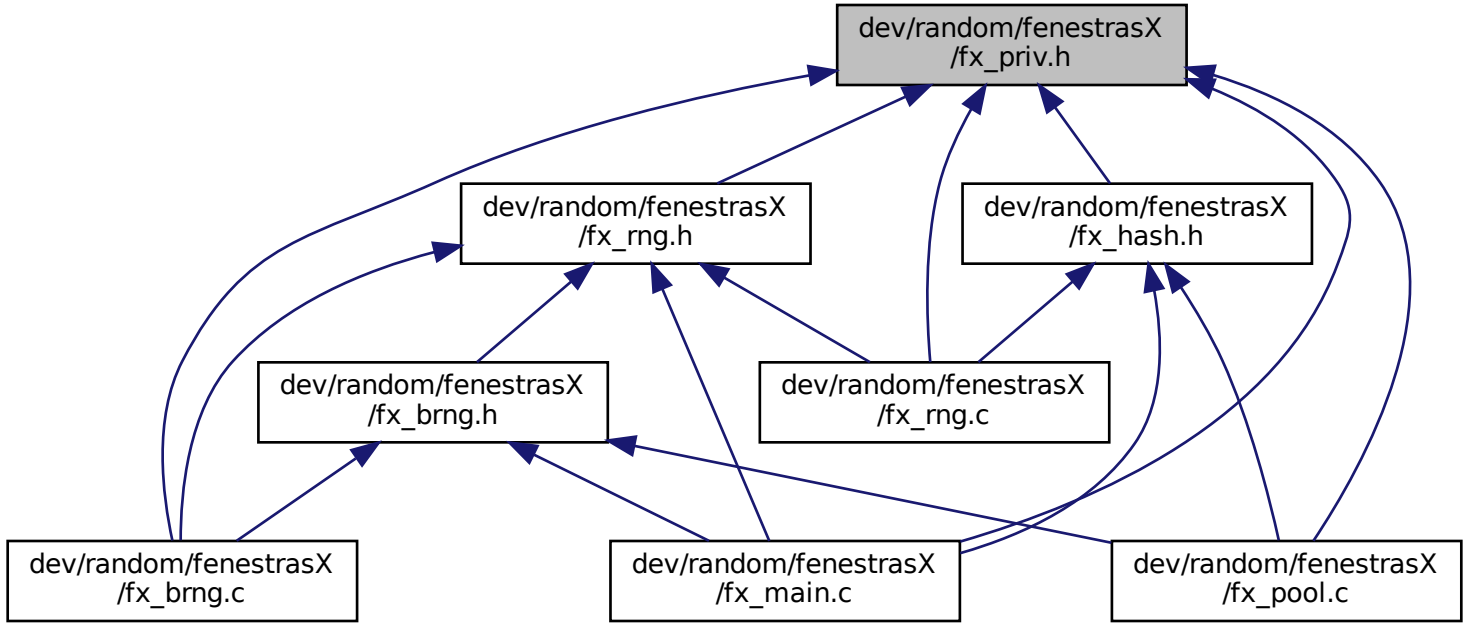 dev/random/fenestrasX
/fx_priv.h
dev/random/fenestrasX
/fx_rng.h
dev/random/fenestrasX
/fx_hash.h
dev/random/fenestrasX
/fx_brng.h
dev/random/fenestrasX
/fx_rng.c
dev/random/fenestrasX
/fx_brng.c
dev/random/fenestrasX
/fx_main.c
dev/random/fenestrasX
/fx_pool.c